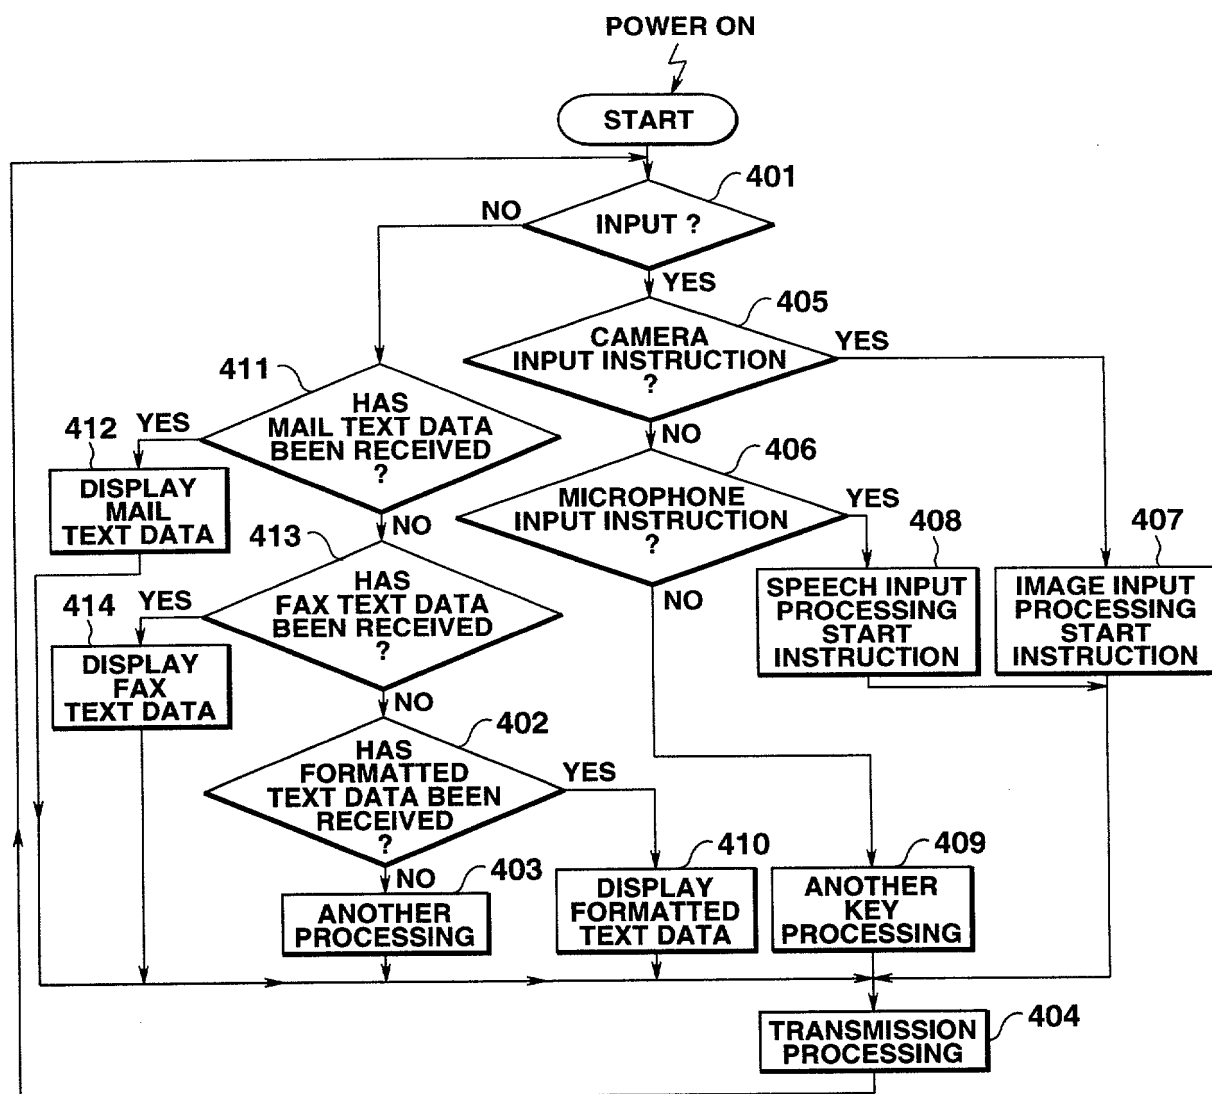 POWER ON
START
401
INPUT ?
NO
YES
405
CAMERA
INPUT INSTRUCTION
?
YES
NO
411
HAS
MAIL TEXT DATA
BEEN RECEIVED
?
YES
NO
412
DISPLAY
MAIL
TEXT DATA
406
MICROPHONE
INPUT INSTRUCTION
?
YES
NO
408
SPEECH INPUT
PROCESSING
START
INSTRUCTION
407
IMAGE INPUT
PROCESSING
START
INSTRUCTION
413
HAS
FAX TEXT DATA
BEEN RECEIVED
?
YES
NO
414
DISPLAY
FAX
TEXT DATA
402
HAS
FORMATTED
TEXT DATA BEEN
RECEIVED
?
YES
NO
403
ANOTHER
PROCESSING
410
DISPLAY
FORMATTED
TEXT DATA
409
ANOTHER
KEY
PROCESSING
404
TRANSMISSION
PROCESSING